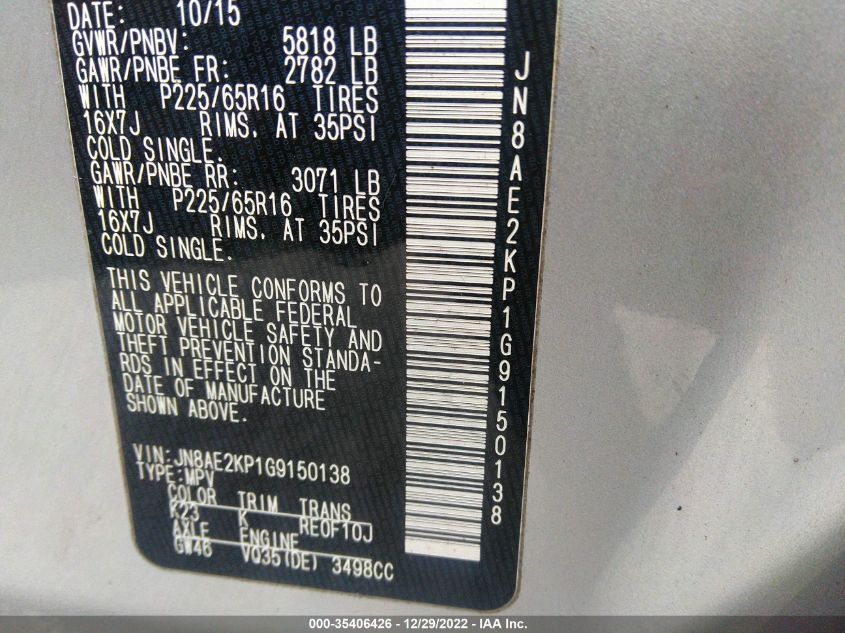 DATE: 10/15
GVWR/PNBV: 5818 LB
GAWR/PNBE FR: 2782 LB
WITH P225/65R16 TIRES
16X7J RIMS. AT 35PSI
COLD SINGLE.
GAWR/PNBE RR: 3071 LB
WITH P225/65R16 TIRES
16X7J RIMS. AT 35PSI
COLD SINGLE.
THIS VEHICLE CONFORMS TO
ALL APPLICABLE FEDERAL
MOTOR VEHICLE SAFETY AND
THEFT PREVENTION STANDA-
RDS IN EFFECT ON THE
DATE OF MANUFACTURE
SHOWN ABOVE.
VIN:JN8AE2KP1G9150138
TYPE:MPV
COLOR TRIM TRANS
K23 K RE0F10J
AXLE ENGINE
GW46 VQ35(DE) 3498CC
JN8AE2KP1G9150138
000-35406426 - 12/29/2022 - IAA Inc.